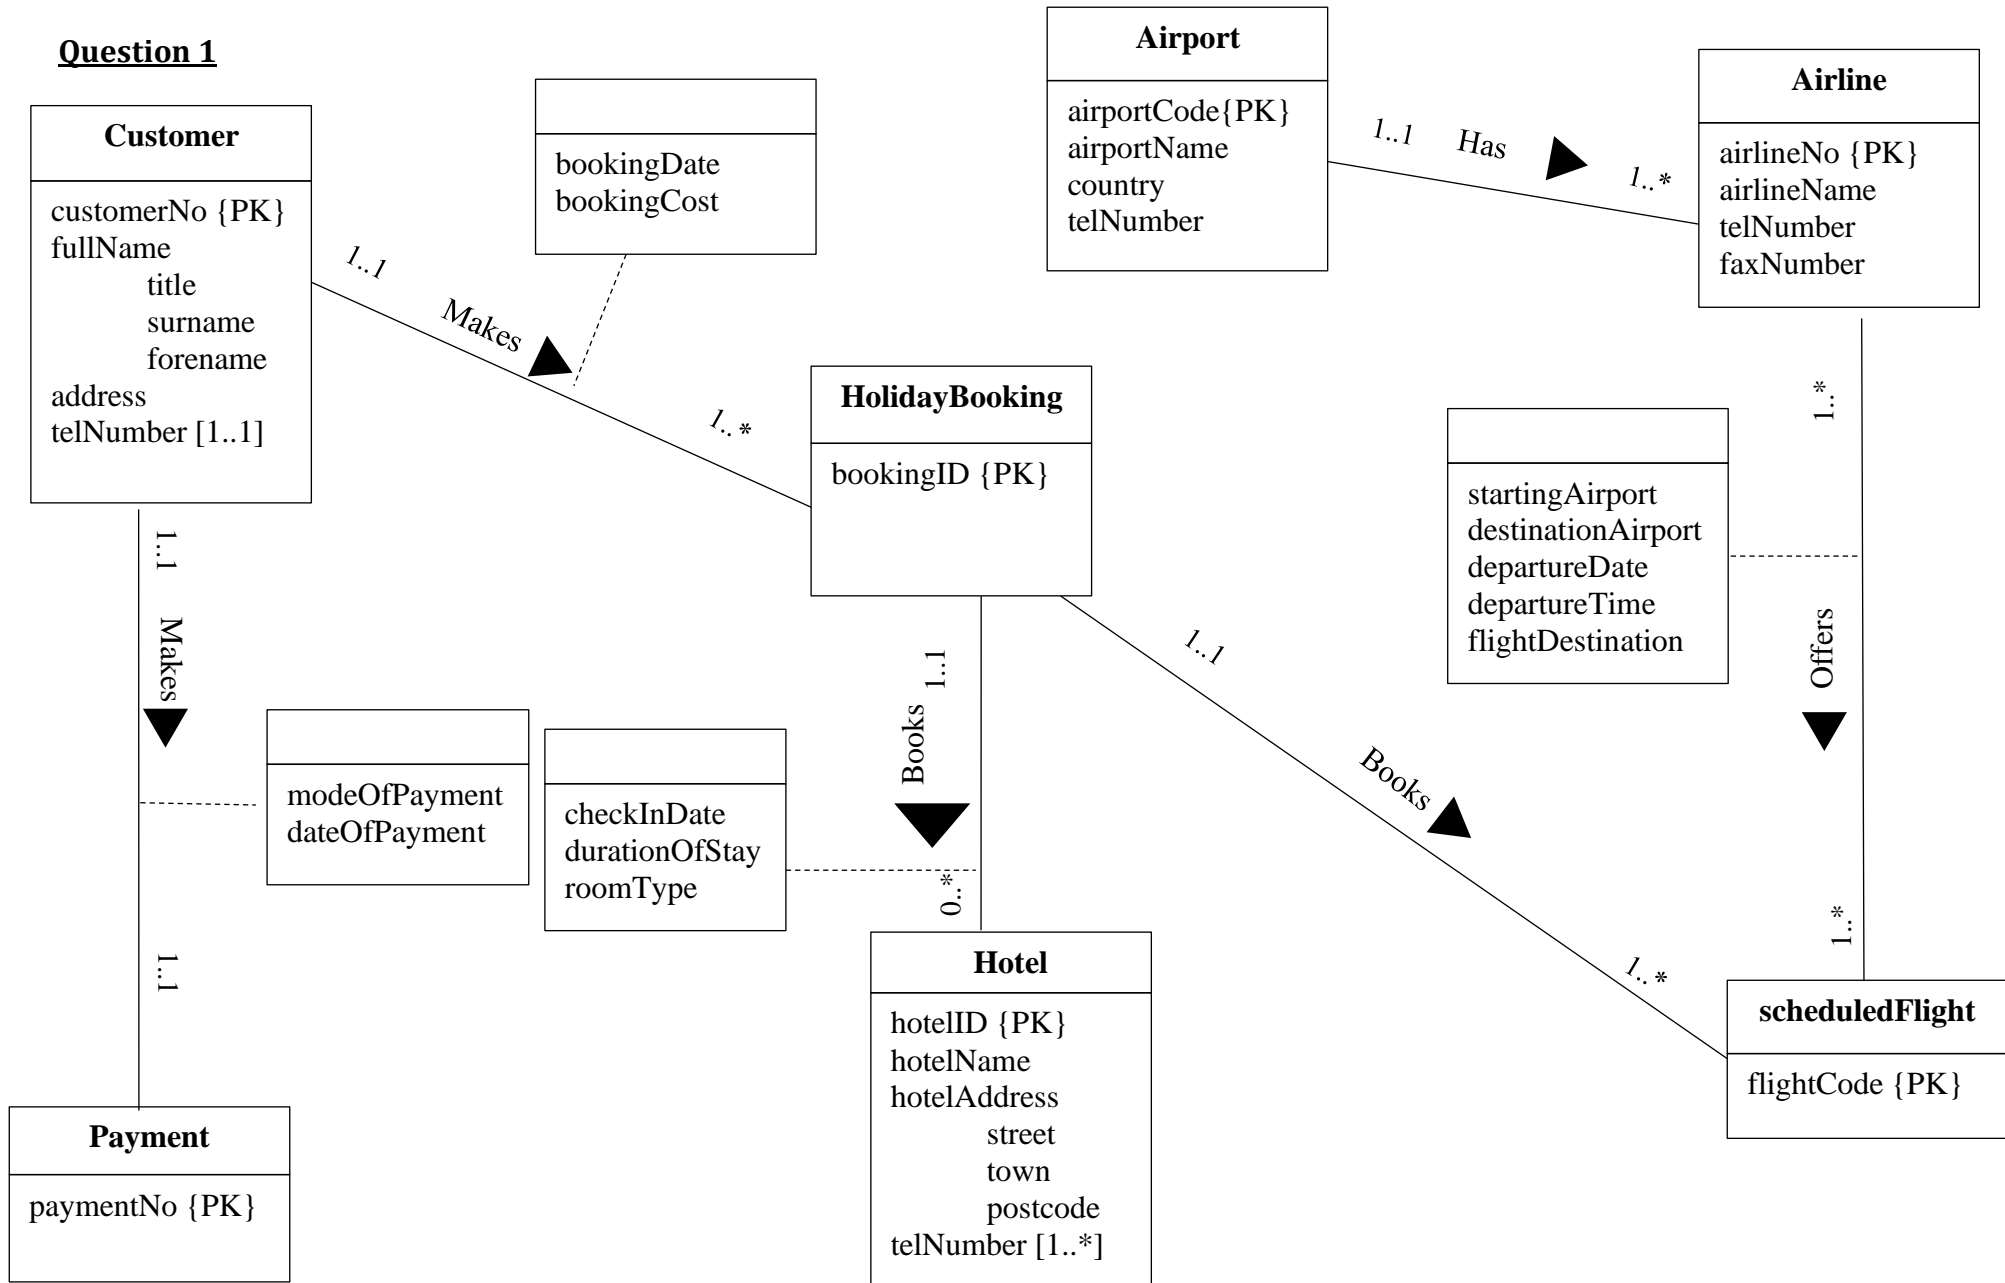 Question 1
Customer
customerNo {PK}
fullName
title
surname
forename
address
telNumber [1..1]
bookingDate
bookingCost
1..1
Makes
1..*
Airport
airportCode{PK}
airportName
country
telNumber
1..1
Has
1..*
Airline
airlineNo {PK}
airlineName
telNumber
faxNumber
HolidayBooking
bookingID {PK}
1..*
startingAirport
destinationAirport
departureDate
departureTime
flightDestination
Offers
1..*
1..1
Makes
1..1
modeOfPayment
dateOfPayment
checkInDate
durationOfStay
roomType
1..1
Books
0..*
1..1
Books
1..*
Hotel
hotelID {PK}
hotelName
hotelAddress
street
town
postcode
telNumber [1..*]
scheduledFlight
flightCode {PK}
Payment
paymentNo {PK}